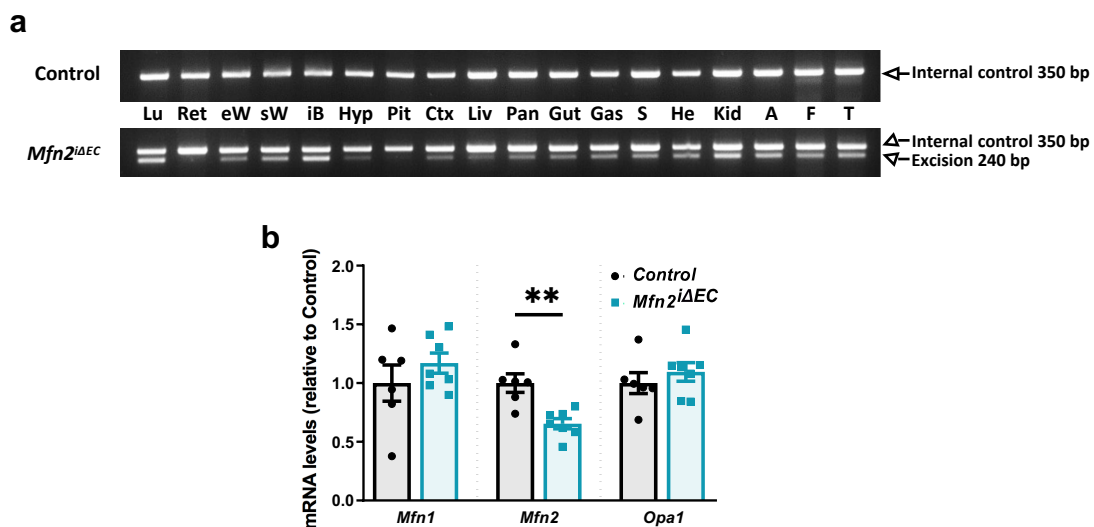 a
Control
Internal control 350 bp
Lu Ret eW sW iB Hyp Pit Ctx Liv Pan Gut Gas S He Kid A F T
Mfn2iΔEC
Internal control 350 bp
Excision 240 bp
b
mRNA levels (relative to Control)
2.0
1.5
1.0
0.5
0.0
**
Control
Mfn2iΔEC
Mfn1 Mfn2 Opa1